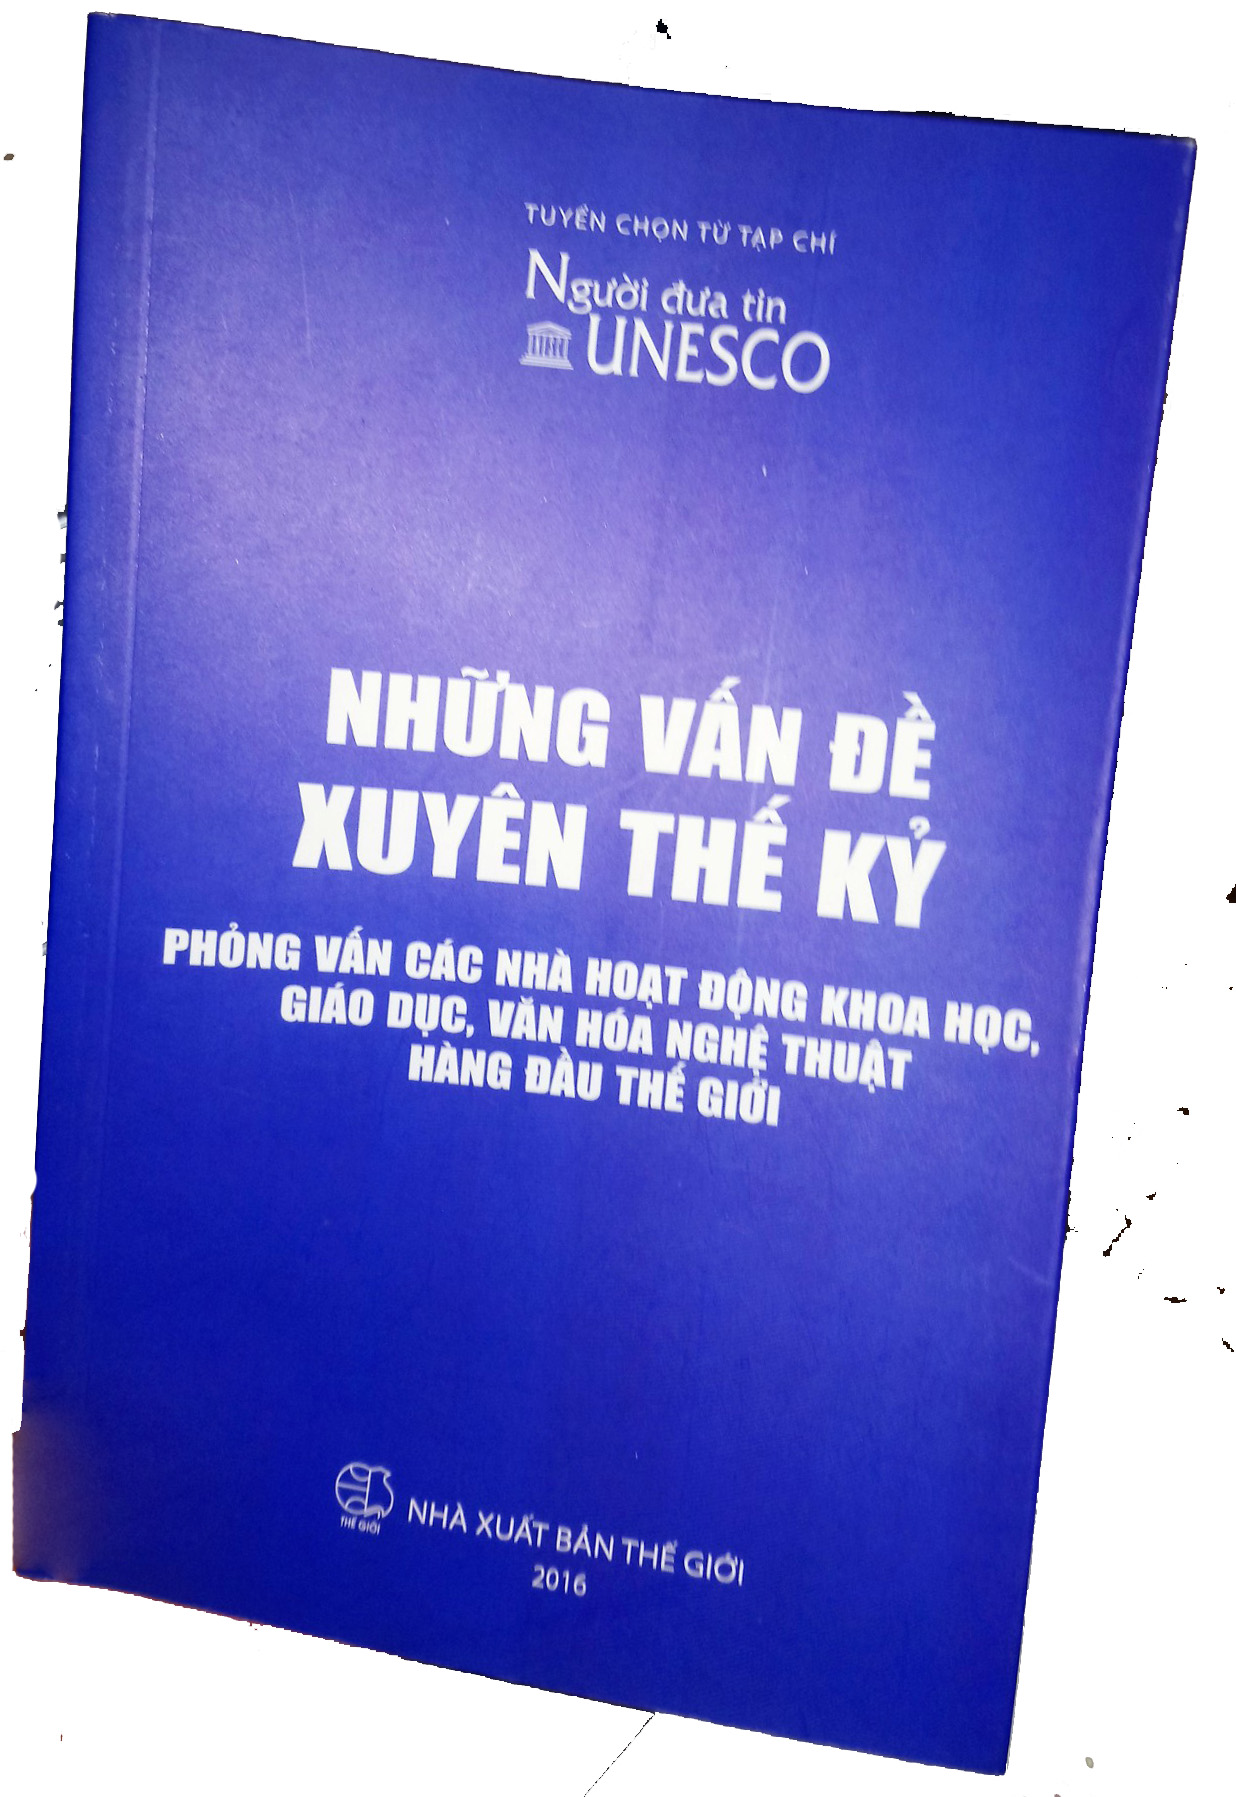 TUYỂN CHỌN TỪ TẠP CHÍ
Người đưa tin
UNESCO
NHỮNG VẤN ĐỀ
XUYÊN THẾ KỶ
PHỎNG VẤN CÁC NHÀ HOẠT ĐỘNG KHOA HỌC,
GIÁO DỤC, VĂN HÓA NGHỆ THUẬT
HÀNG ĐẦU THẾ GIỚI
THẾ GIỚI
NHÀ XUẤT BẢN THẾ GIỚI
2016